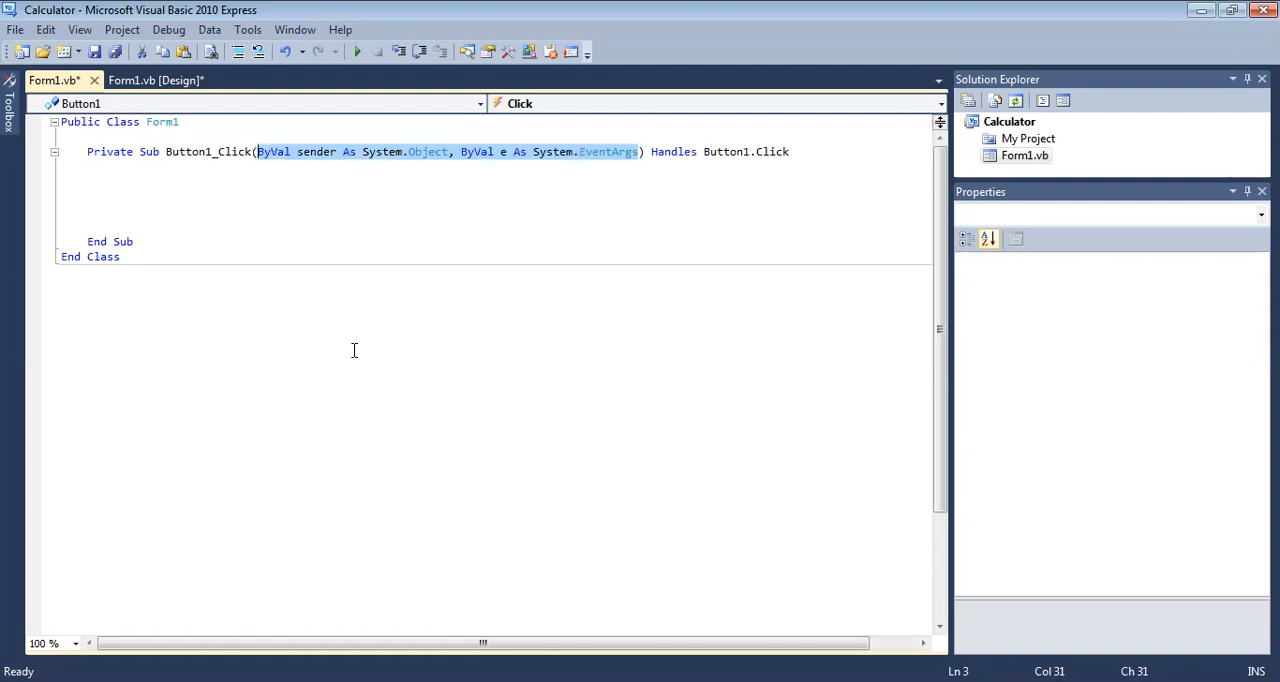 Calculator - Microsoft Visual Basic 2010 Express
File Edit View Project Debug Data Tools Window Help
Form1.vb* Form1.vb [Design]*
Toolbox
Button1 Click
Public Class Form1
Private Sub Button1_Click(ByVal sender As System.Object, ByVal e As System.EventArgs) Handles Button1.Click
End Sub
End Class
100 %
Solution Explorer
Calculator
My Project
Form1.vb
Properties
Ready Ln 3 Col 31 Ch 31 INS